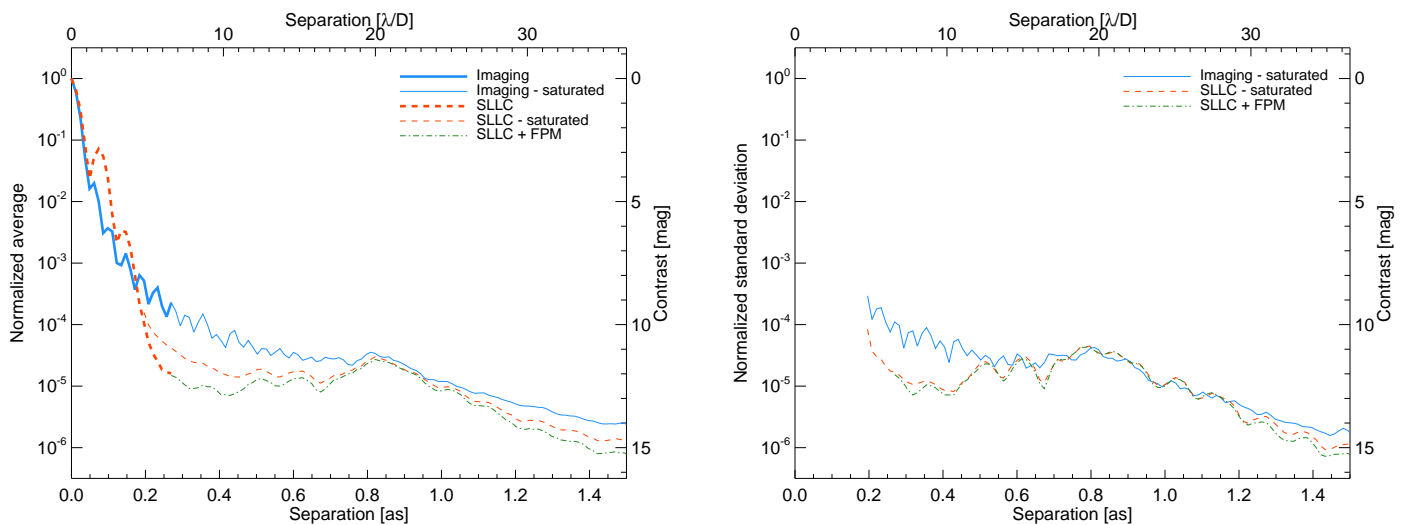 Separation [λ/D]
0 10 20 30
Normalized average
10^0
10^-1
10^-2
10^-3
10^-4
10^-5
10^-6
Imaging
Imaging - saturated
SLLC
SLLC - saturated
SLLC + FPM
0
5
10
15
Contrast [mag]
0.0 0.2 0.4 0.6 0.8 1.0 1.2 1.4
Separation [as]
Separation [λ/D]
0 10 20 30
Normalized standard deviation
10^0
10^-1
10^-2
10^-3
10^-4
10^-5
10^-6
Imaging - saturated
SLLC - saturated
SLLC + FPM
0
5
10
15
Contrast [mag]
0.0 0.2 0.4 0.6 0.8 1.0 1.2 1.4
Separation [as]